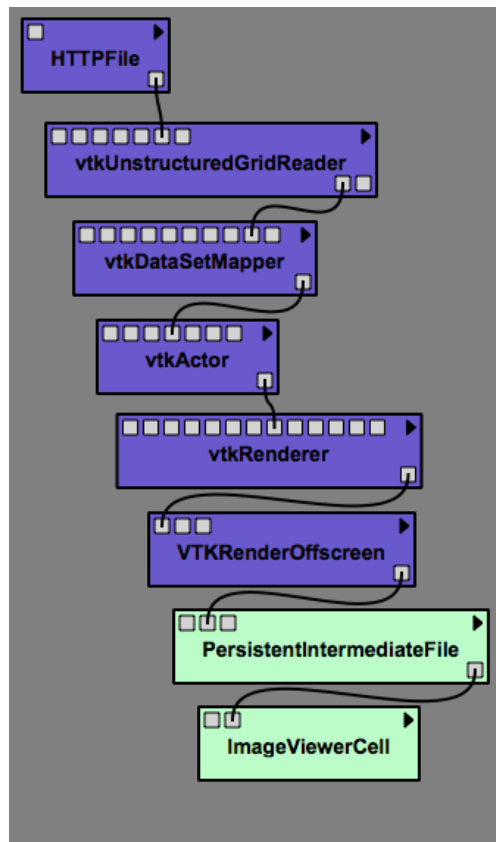 HTTPFile
vtkUnstructuredGridReader
vtkDataSetMapper
vtkActor
vtkRenderer
VTKRenderOffscreen
PersistentIntermediateFile
ImageViewerCell